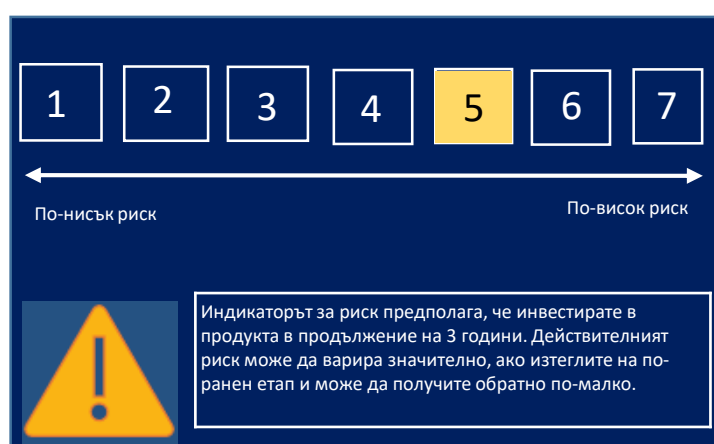 1 2 3 4 5 6 7
По-нисък риск По-висок риск
Индикаторът за риск предполага, че инвестирате в
продукта в продължение на 3 години. Действителният
риск може да варира значително, ако изтеглите на по-
ранен етап и може да получите обратно по-малко.